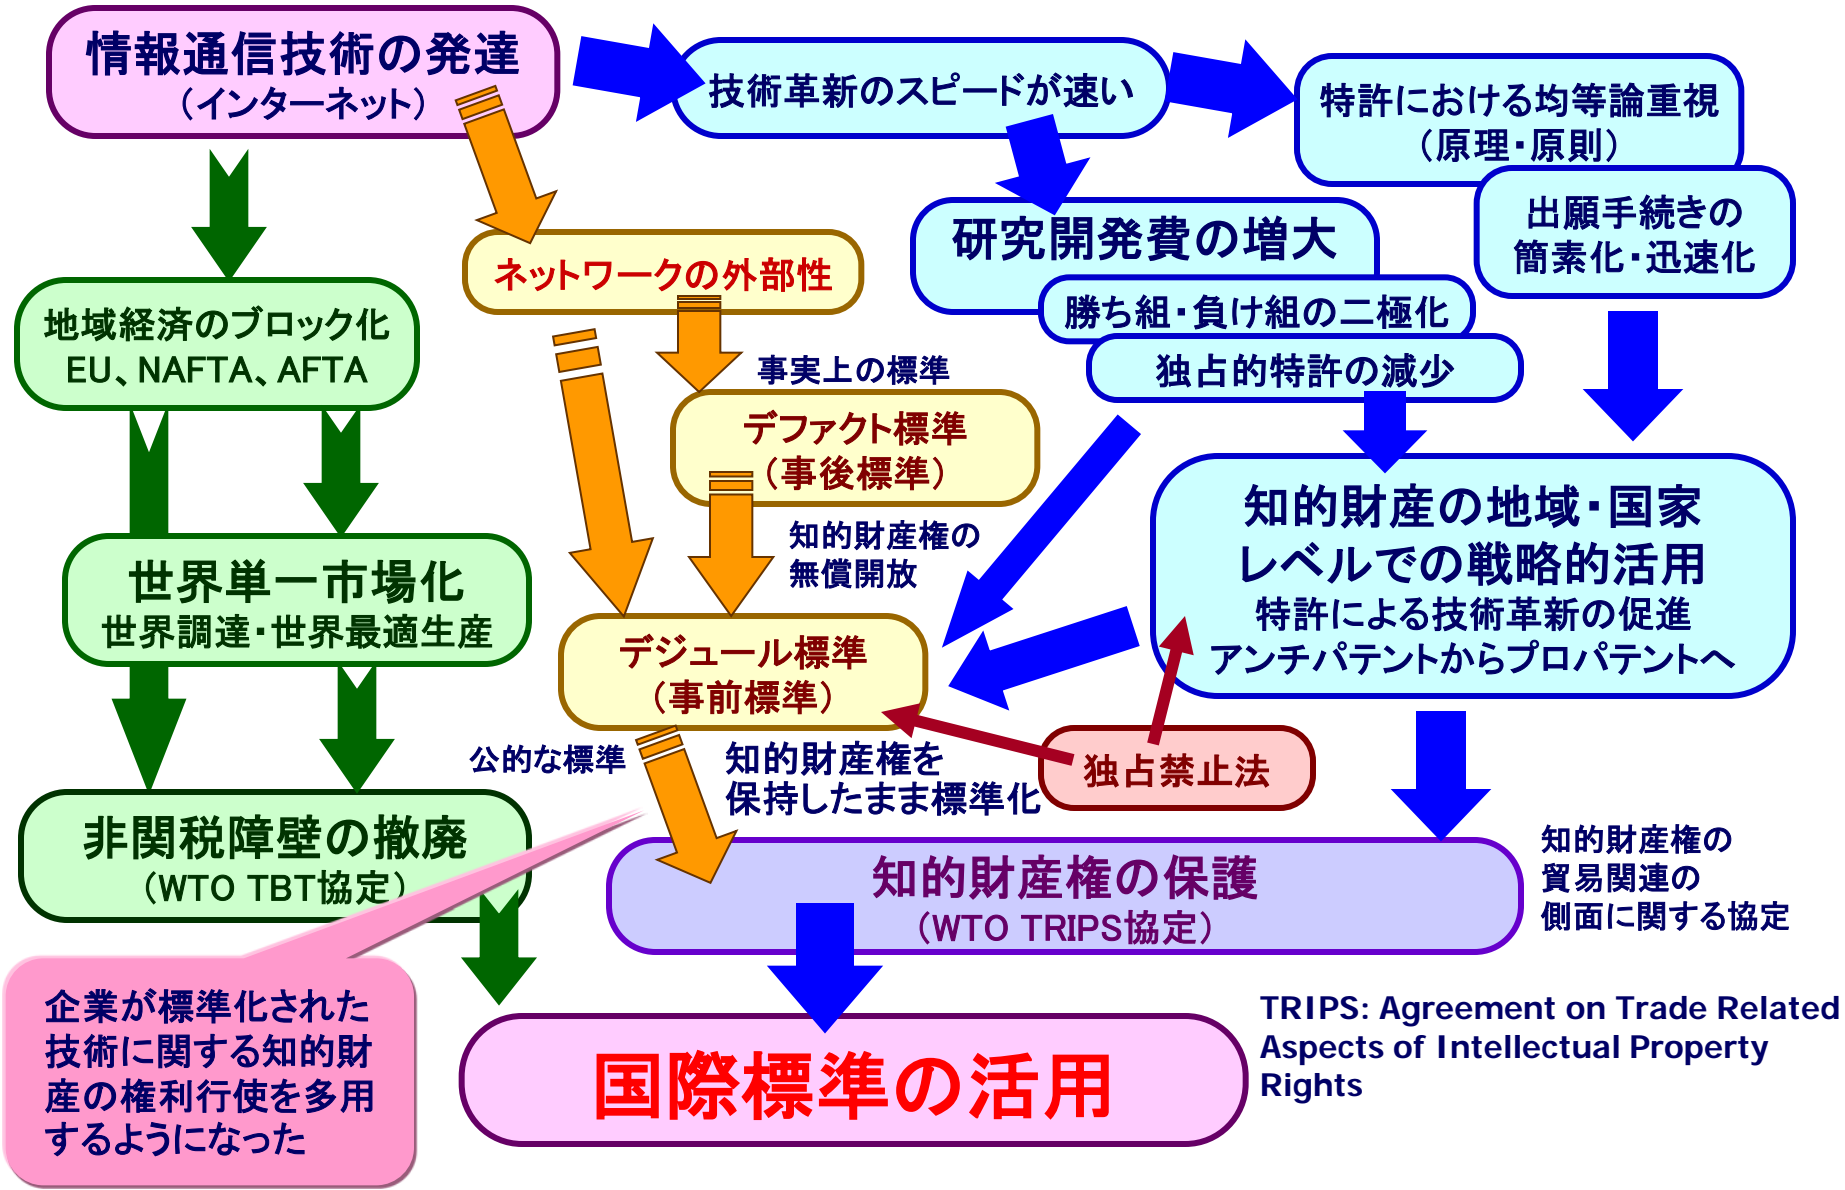 情報通信技術の発達
（インターネット）
技術革新のスピードが速い
特許における均等論重視
（原理・原則）
出願手続きの
簡素化・迅速化
研究開発費の増大
勝ち組・負け組の二極化
独占的特許の減少
ネットワークの外部性
地域経済のブロック化
EU、NAFTA、AFTA
事実上の標準
デファクト標準
（事後標準）
知的財産権の
無償開放
知的財産の地域・国家
レベルでの戦略的活用
特許による技術革新の促進
アンチパテントからプロパテントへ
世界単一市場化
世界調達・世界最適生産
デジュール標準
（事前標準）
公的な標準
知的財産権を
保持したまま標準化
独占禁止法
非関税障壁の撤廃
（WTO TBT協定）
知的財産権の保護
（WTO TRIPS協定）
知的財産権の
貿易関連の
側面に関する協定
企業が標準化された
技術に関する知的財
産の権利行使を多用
するようになった
国際標準の活用
TRIPS: Agreement on Trade Related
Aspects of Intellectual Property
Rights